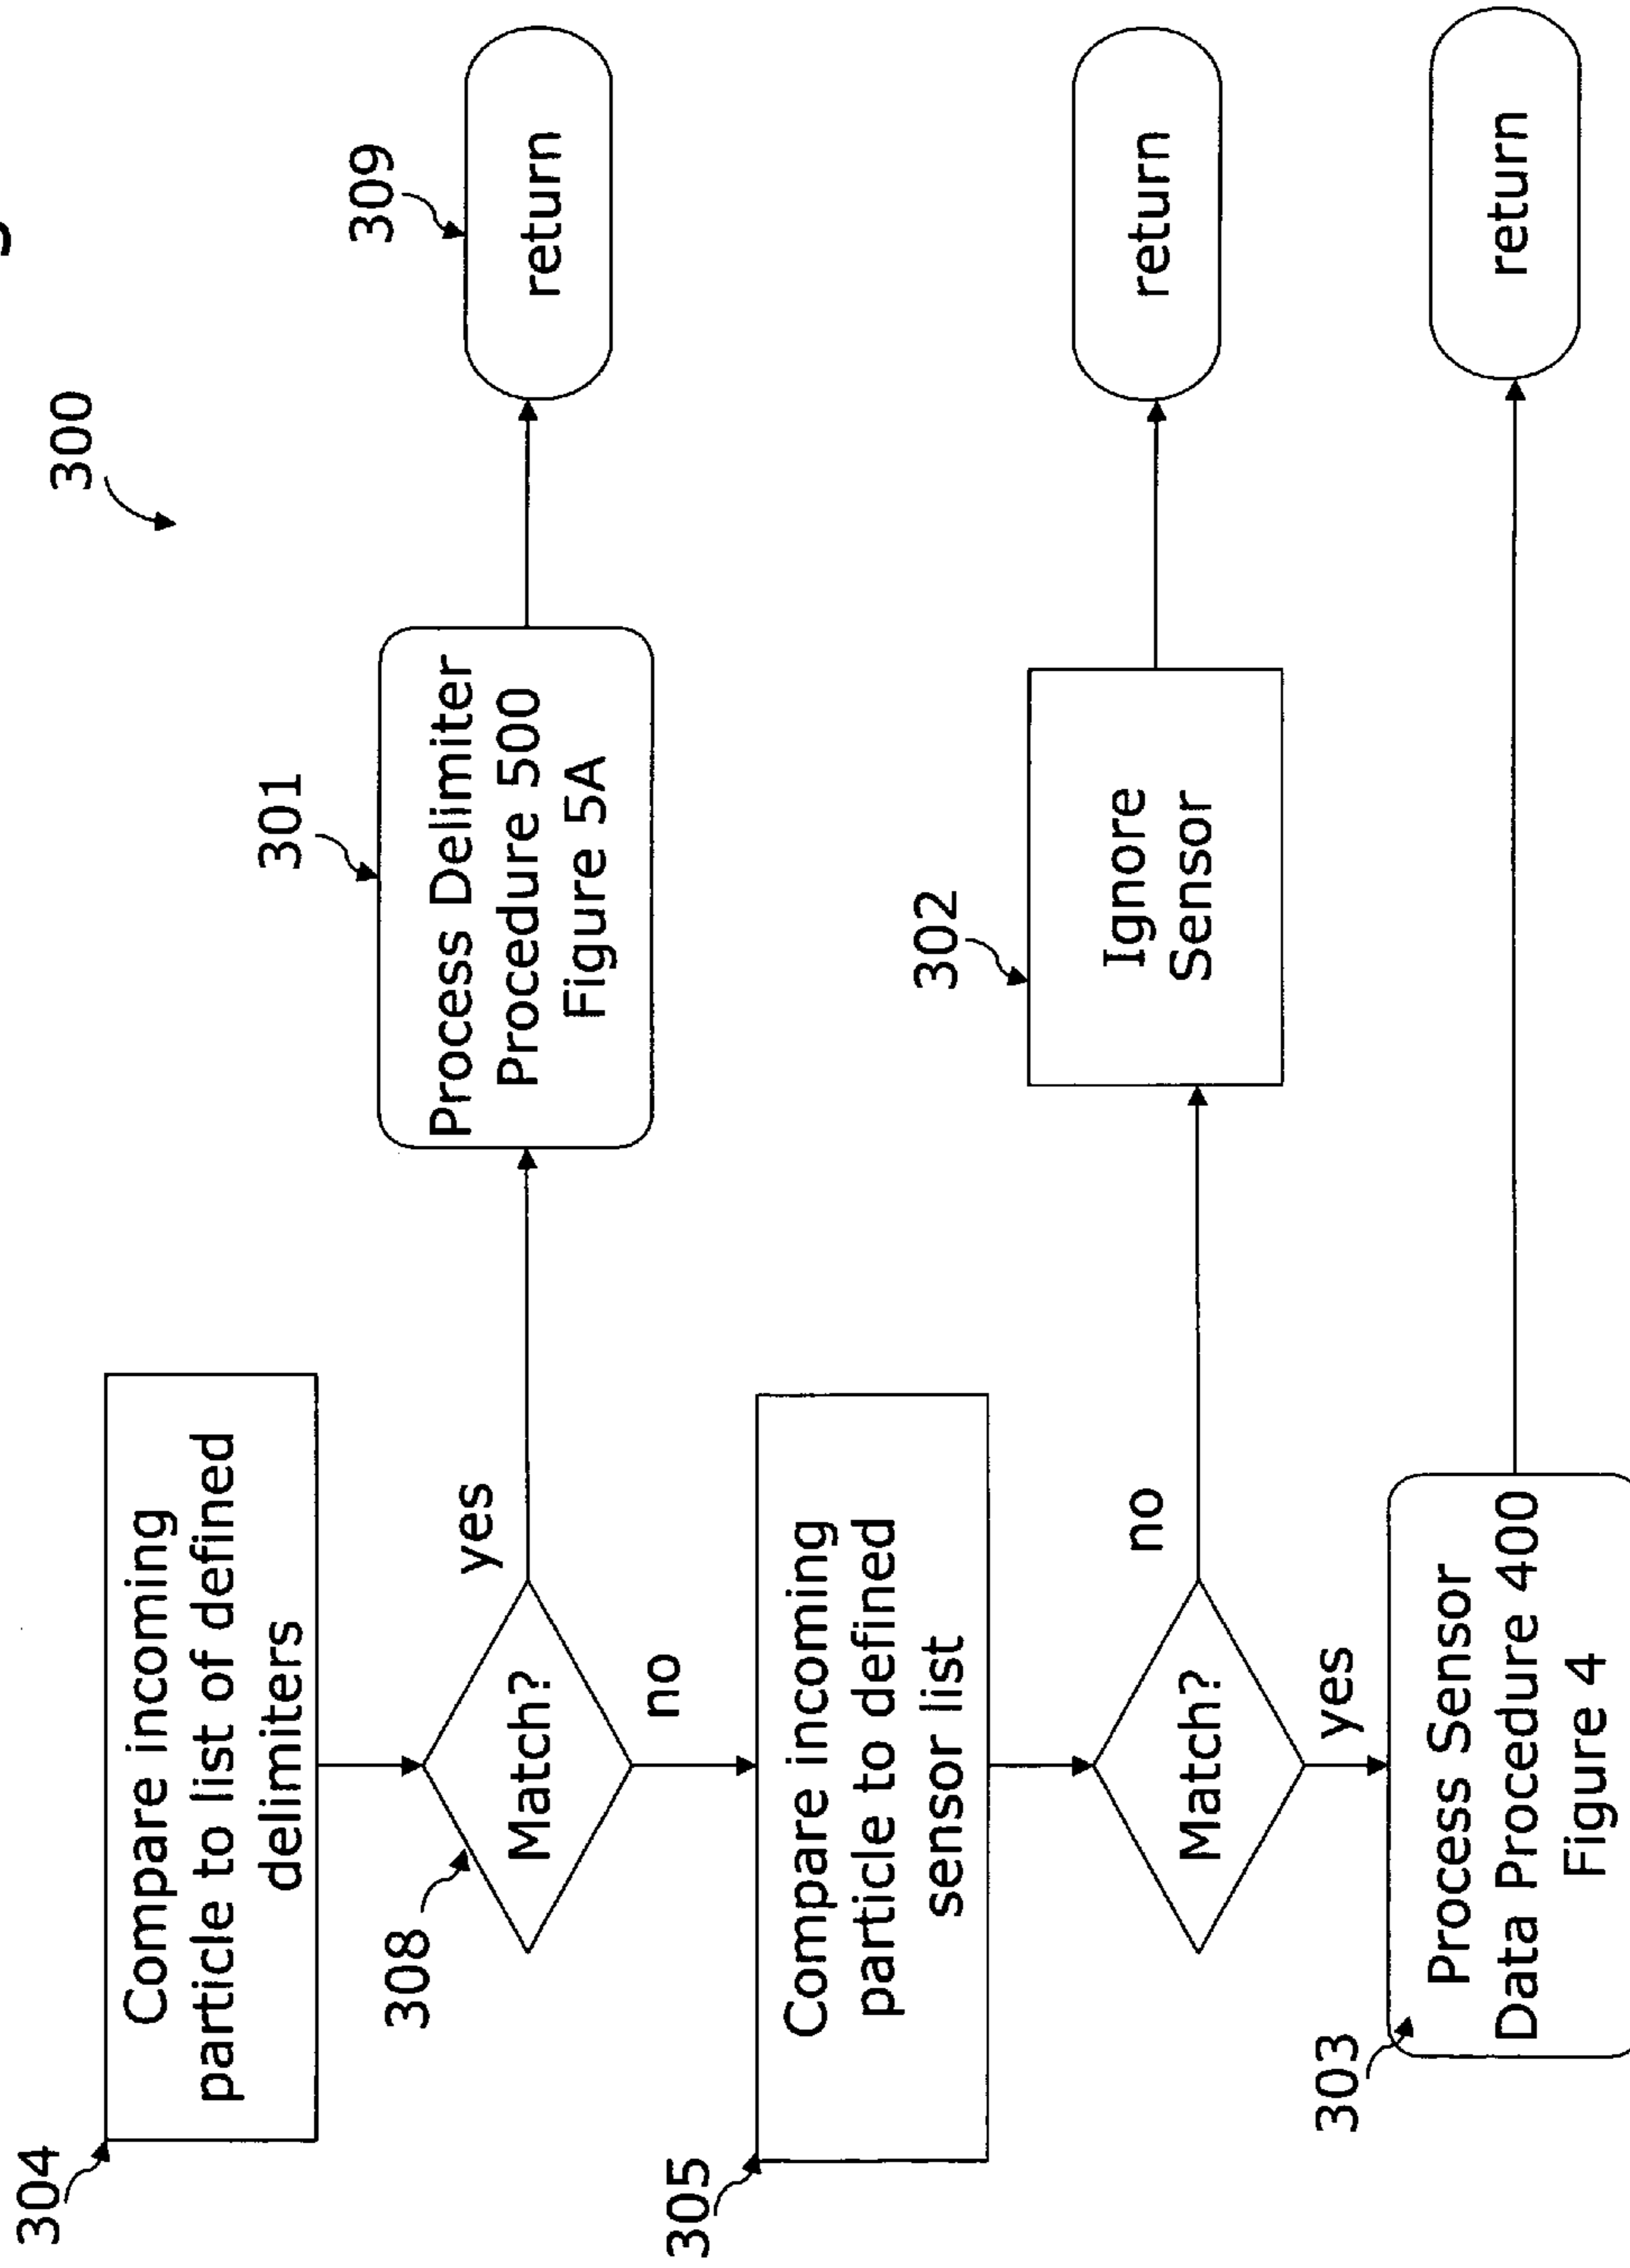 300
304
Compare incoming
particle to list of defined
delimiters
308
Match?
yes
no
301
Process Delimiter
Procedure 500
Figure 5A
309
return
305
Compare incoming
particle to defined
sensor list
Match?
no
yes
302
Ignore
Sensor
return
303
Process Sensor
Data Procedure 400
Figure 4
return